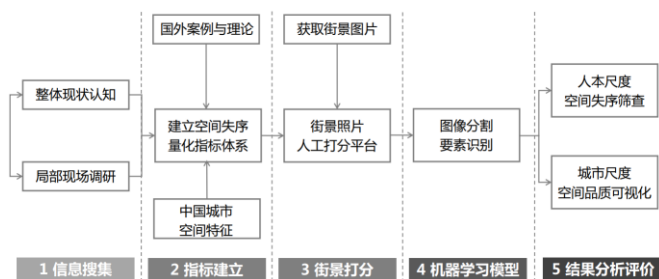 国外案例与理论
获取街景图片
整体现状认知
人本尺度
空间失序筛查
建立空间失序
量化指标体系
街景照片
人工打分平台
图像分割
要素识别
局部现场调研
城市尺度
空间品质可视化
中国城市
空间特征
1 信息搜集
2 指标建立
3 街景打分
4 机器学习模型
5 结果分析评价